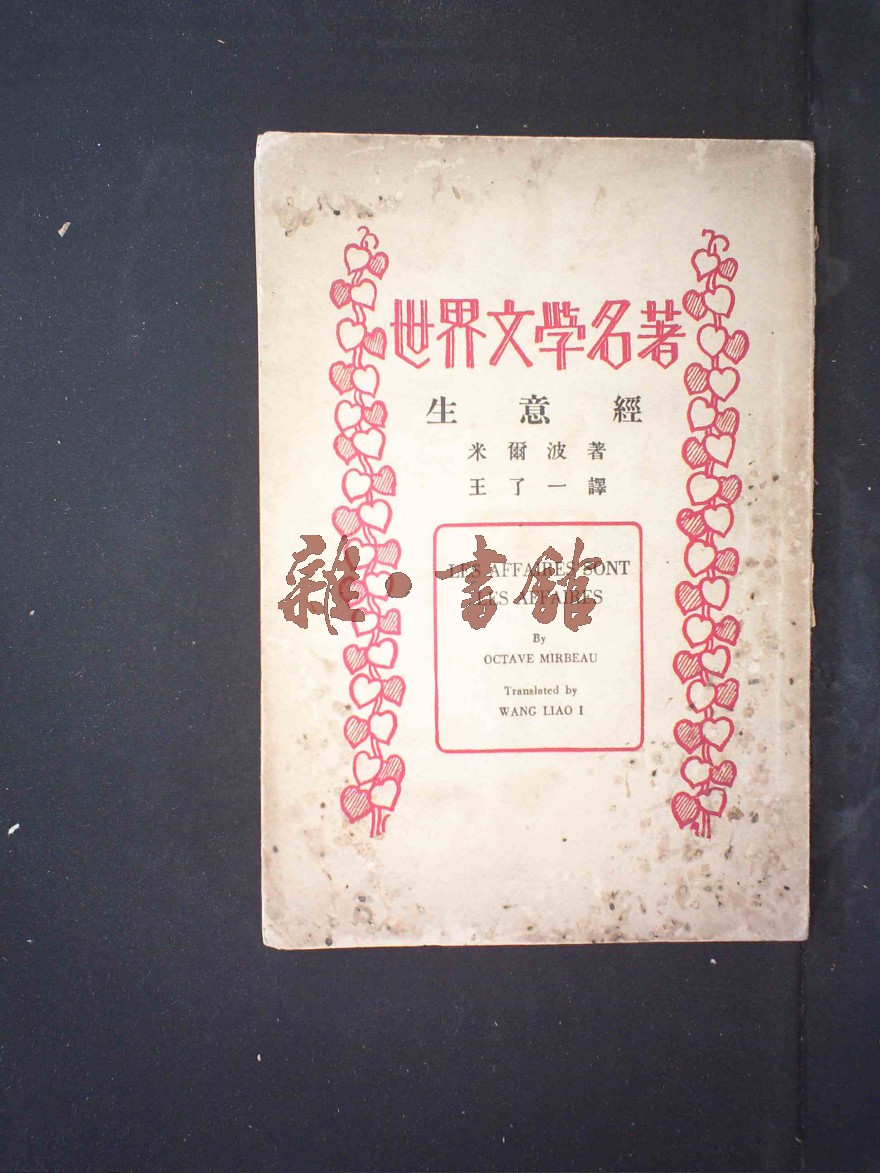 世界文學名著
生意經
米爾波著
王了一譯
LES AFFAIRES SONT
LES AFFAIRES
By
OCTAVE MIRBEAU
Translated by
WANG LIAO I
雜·書館